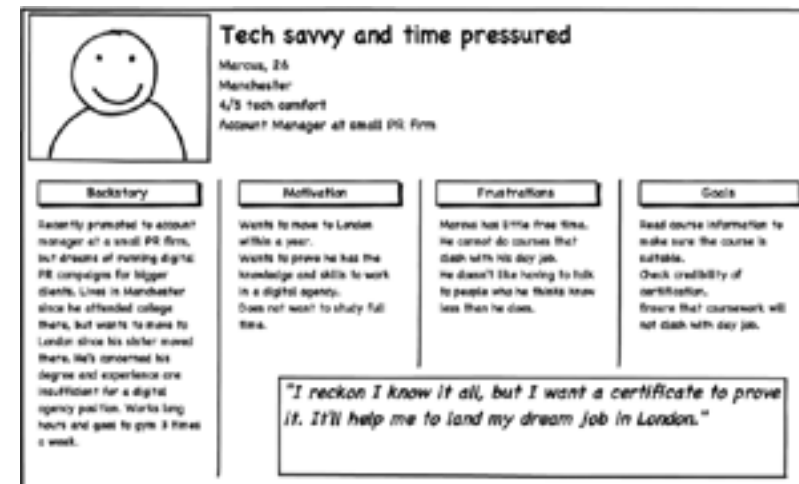 Tech savvy and time pressured
Marcus, 26
Manchester
4/5 tech comfort
Account Manager at small PR firm
Backstory
Recently promoted to account
manager at a small PR firm,
but dreams of running digital
PR campaigns for bigger
clients. Lives in Manchester
since he attended college
there, but wants to move to
London since his sister moved
there. He's concerned his
degree and experience are
insufficient for a digital
agency position. Works long
hours and goes to gym 3 times
a week.
Motivation
Wants to move to London
within a year.
Wants to prove he has the
knowledge and skills to work
in a digital agency.
Does not want to study full
time.
Frustrations
Marcus has little free time.
He cannot do courses that
clash with his day job.
He doesn't like having to talk
to people who he thinks know
less than he does.
Goals
Read course information to
make sure the course is
suitable.
Check credibility of
certification.
Ensure that coursework will
not clash with day job.
"I reckon I know it all, but I want a certificate to prove
it. It'll help me to land my dream job in London."